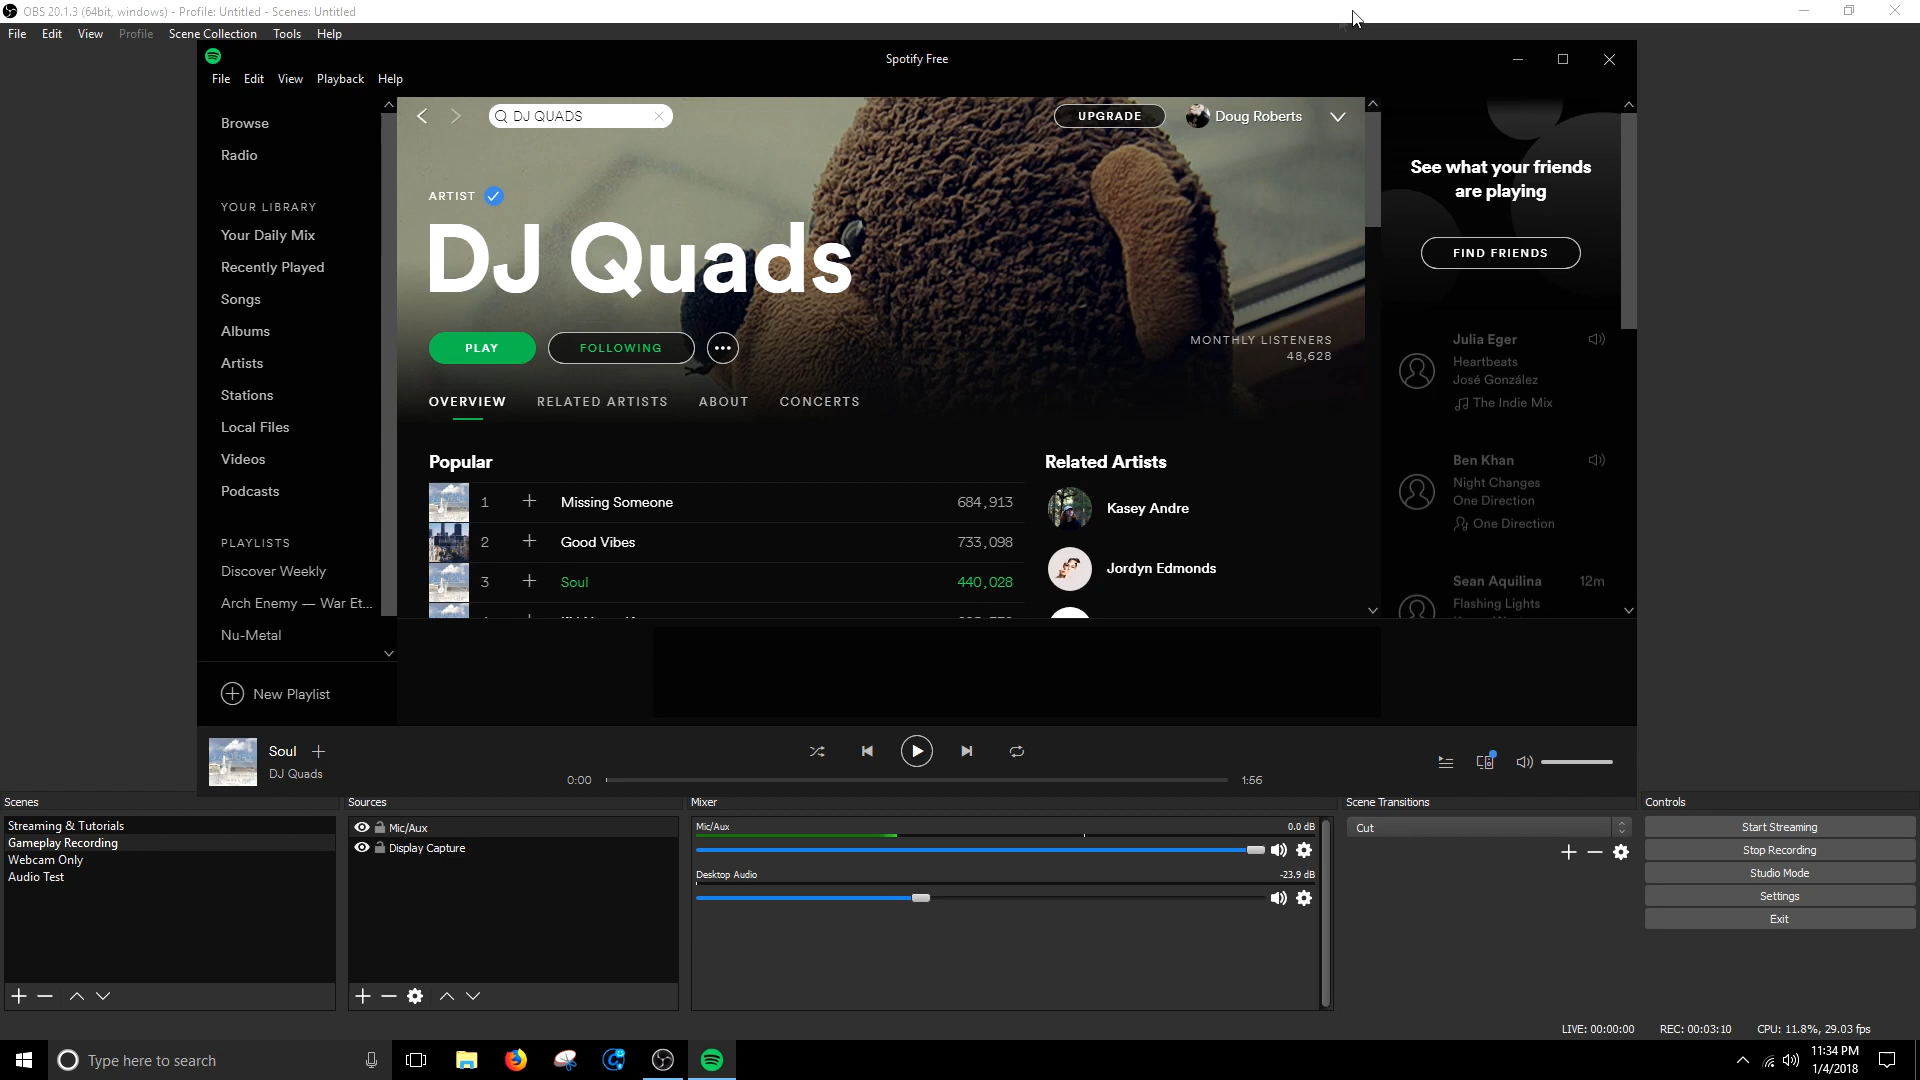 OBS 20.1.3 (64bit, windows) - Profile: Untitled - Scenes: Untitled
File Edit View Profile Scene Collection Tools Help
Spotify Free
File Edit View Playback Help
Browse
Radio
YOUR LIBRARY
Your Daily Mix
Recently Played
Songs
Albums
Artists
Stations
Local Files
Videos
Podcasts
PLAYLISTS
Discover Weekly
Arch Enemy — War Et...
Nu-Metal
New Playlist
DJ QUADS
UPGRADE
Doug Roberts
ARTIST
DJ Quads
PLAY
FOLLOWING
MONTHLY LISTENERS
48,628
OVERVIEW RELATED ARTISTS ABOUT CONCERTS
Popular
1 Missing Someone 684,913
2 Good Vibes 733,098
3 Soul 440,028
Related Artists
Kasey Andre
Jordyn Edmonds
See what your friends
are playing
FIND FRIENDS
Julia Eger
Heartbeats
José González
The Indie Mix
Ben Khan
Night Changes
One Direction
One Direction
Sean Aquilina 12m
Flashing Lights
Soul
DJ Quads
0:00
1:56
Scenes
Streaming & Tutorials
Gameplay Recording
Webcam Only
Audio Test
Sources
Mic/Aux
Display Capture
Mixer
Mic/Aux 0.0 dB
Desktop Audio -23.9 dB
Scene Transitions
Cut
Controls
Start Streaming
Stop Recording
Studio Mode
Settings
Exit
LIVE: 00:00:00 REC: 00:03:10 CPU: 11.8%, 29.03 fps
Type here to search
11:34 PM
1/4/2018